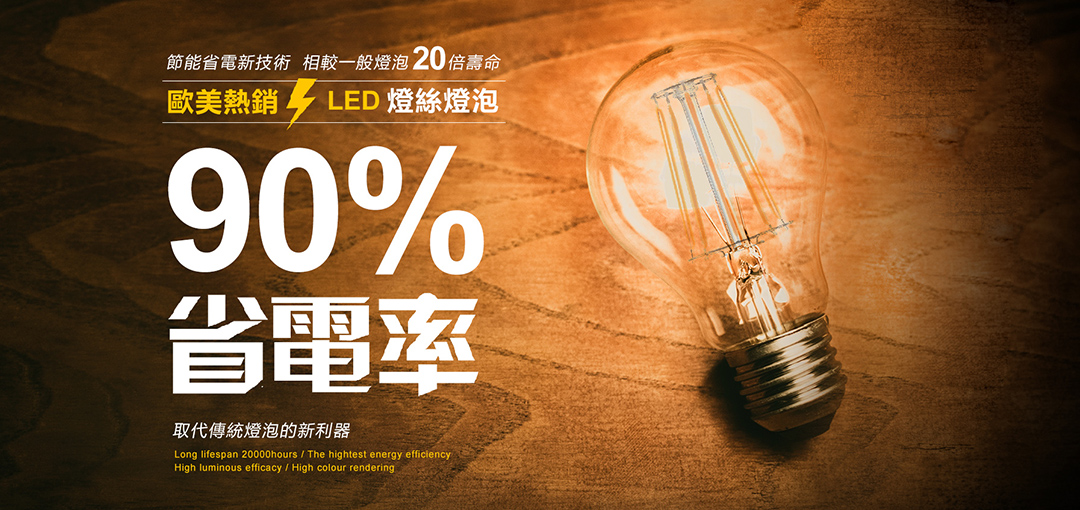 節能省電新技術 相較一般燈泡20倍壽命
歐美熱銷 LED 燈絲燈泡
90%
省電率
取代傳統燈泡的新利器
Long lifespan 20000hours / The hightest energy efficiency
High luminous efficacy / High colour rendering